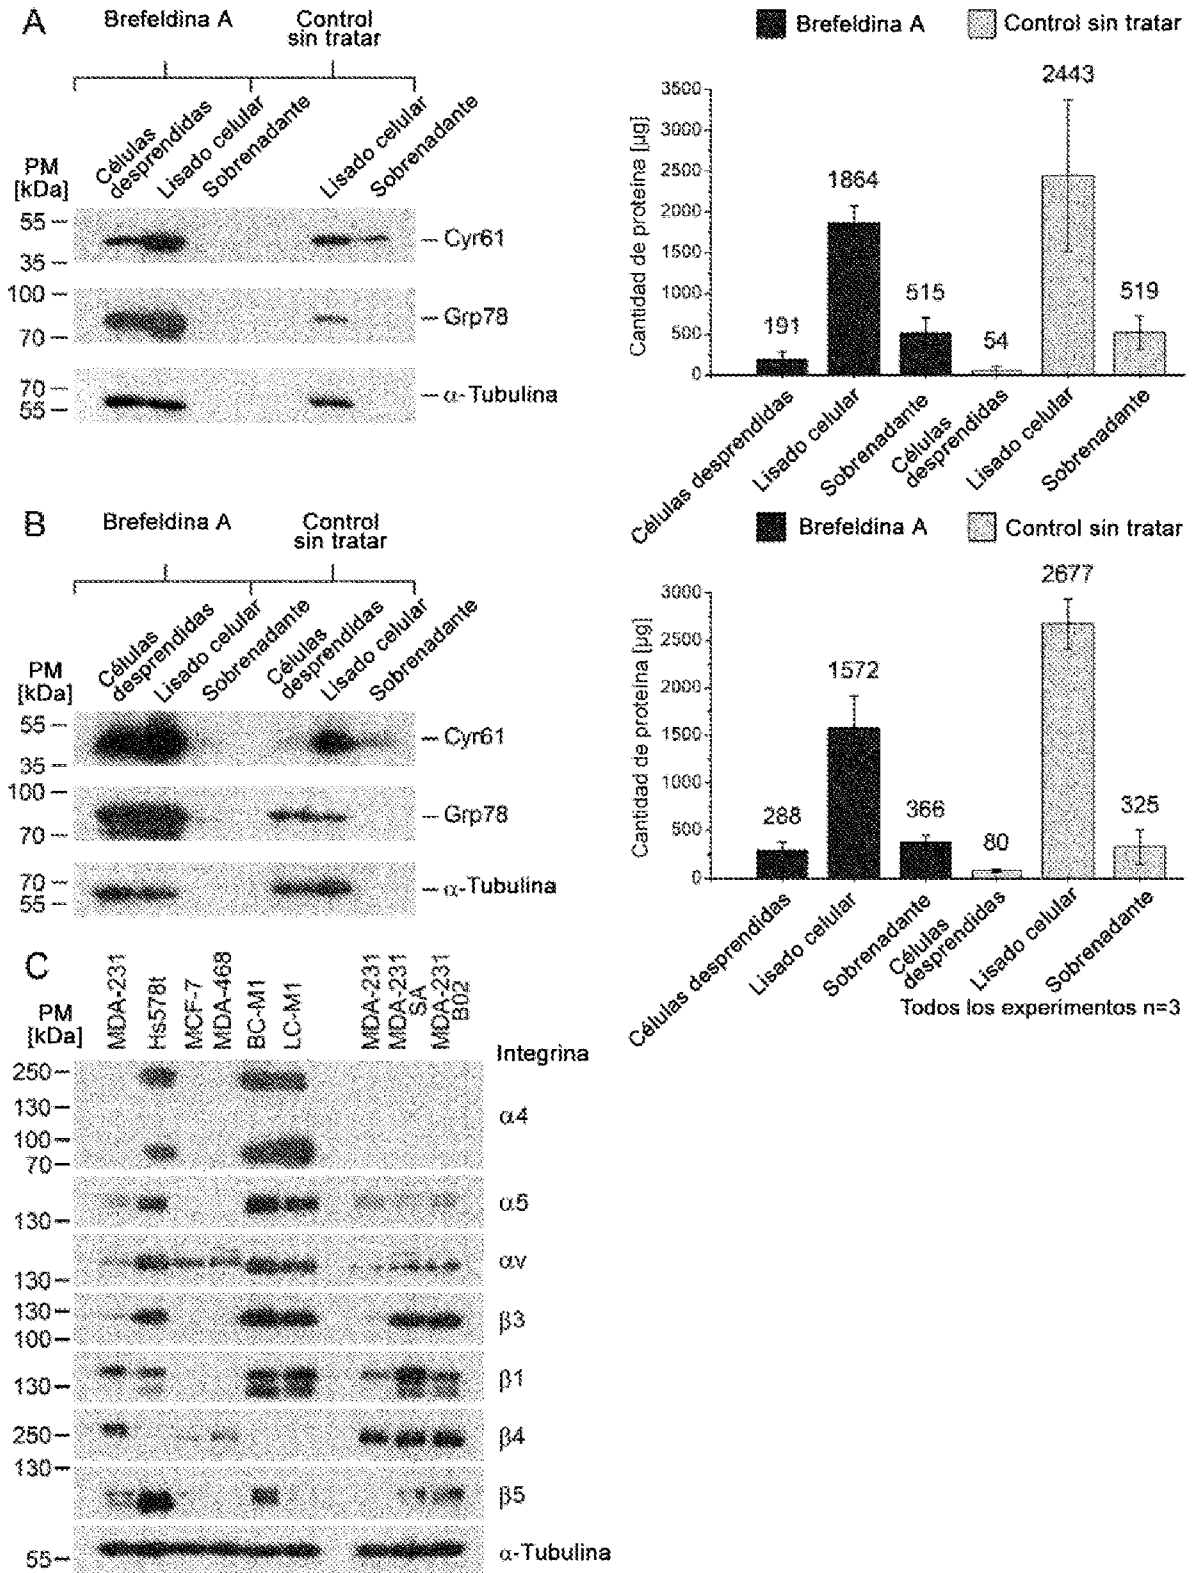 A
Brefeldina A
Control
sin tratar
Células
desprendidas
Lisado celular
Sobrenadante
Lisado celular
Sobrenadante
PM
[kDa]
55
35
Cyr61
100
70
Grp78
70
55
α-Tubulina
Brefeldina A
Control sin tratar
Cantidad de proteína [µg]
3500
3000
2500
2000
1500
1000
500
0
191
1864
515
54
2443
519
Células desprendidas
Lisado celular
Sobrenadante
Células
desprendidas
Lisado celular
Sobrenadante
B
Brefeldina A
Control
sin tratar
Células
desprendidas
Lisado celular
Sobrenadante
Células
desprendidas
Lisado celular
Sobrenadante
PM
[kDa]
55
35
Cyr61
100
70
Grp78
70
55
α-Tubulina
Brefeldina A
Control sin tratar
Cantidad de proteína [µg]
3000
2500
2000
1500
1000
500
0
288
1572
366
80
2677
325
Células desprendidas
Lisado celular
Sobrenadante
Células
desprendidas
Lisado celular
Sobrenadante
Todos los experimentos n=3
C
PM
[kDa]
MDA-231
Hs578t
MCF-7
MDA-468
BC-M1
LC-M1
MDA-231
MDA-231
SA
MDA-231
B02
Integrina
250
130
100
70
α4
130
α5
130
αv
130
100
β3
130
β1
250
130
β4
β5
55
α-Tubulina